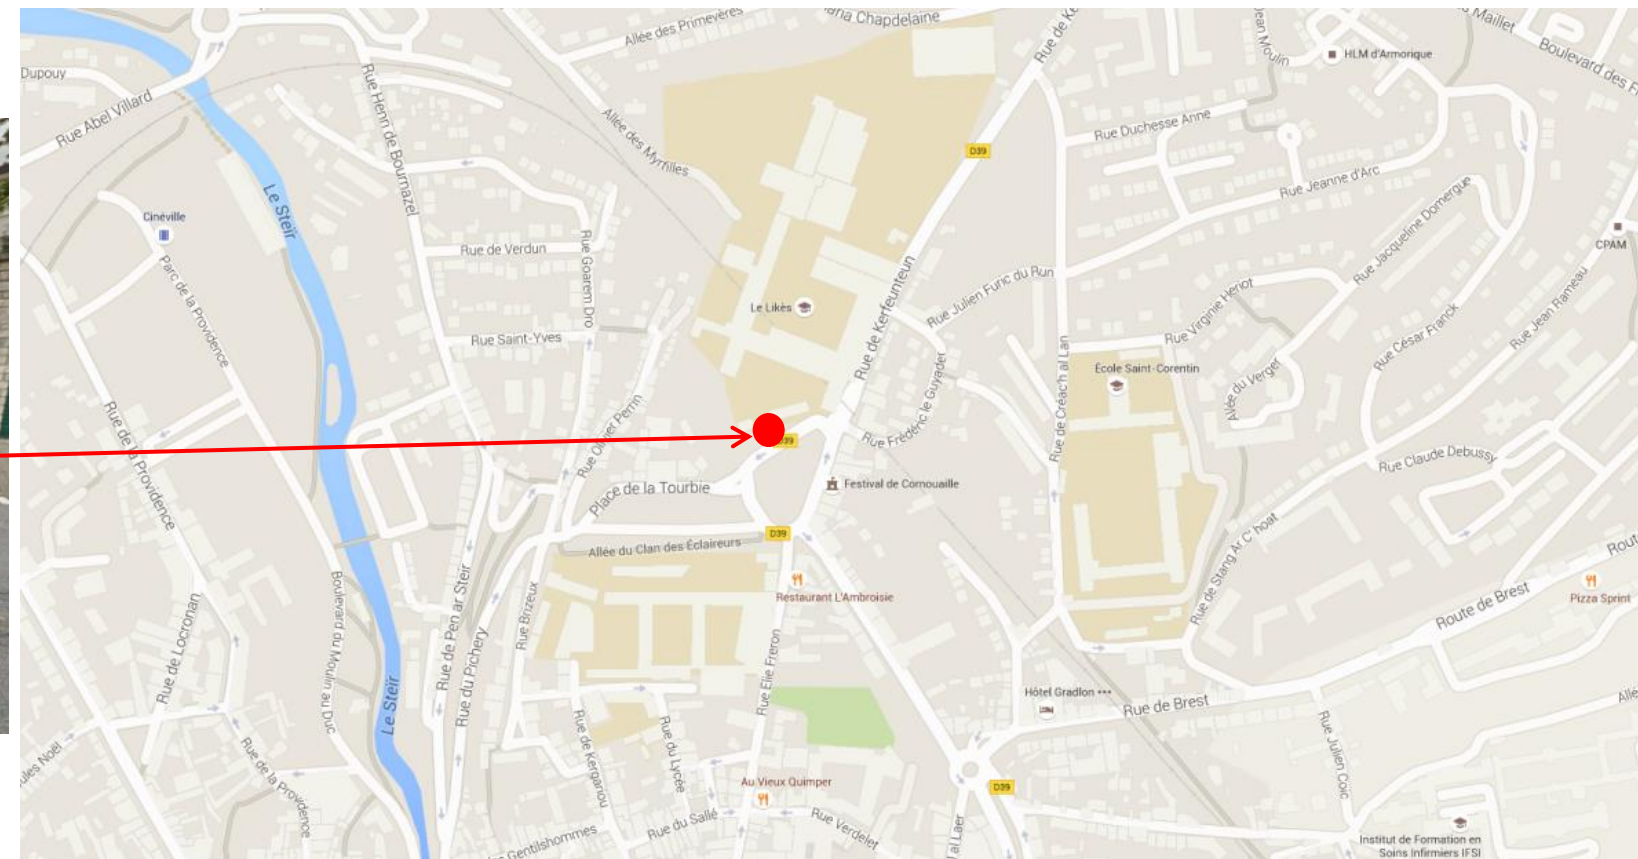 Allée des Primevères
Chapdelaine
Rue de
Jean Moulin
HLM d'Armorique
Maillet
Boulevard des
Dupouy
Rue Abel Villard
Rue Henri de Bournazel
Allée des Myrtilles
D39
Rue Duchesse Anne
Rue Jeanne d'Arc
Rue Jacqueline Domergue
CPAM
Le Steir
Cinéville
Parc de la Providence
Rue de Verdun
Rue Goarem Dro
Le Likès
Rue de Kerfeunteun
Rue Julien Furic du Run
Rue Virginie Heriot
Rue César Franck
Rue Jean Rameau
Rue Saint-Yves
Rue Olivier Perrin
Rue Frédéric le Guyader
Rue de Créac'h al Lan
École Saint-Corentin
Allée du Verger
Rue de la Providence
39
Place de la Tourbie
Festival de Cornouaille
Rue Claude Debussy
D39
Allée du Clan des Éclaireurs
Restaurant L'Ambroisie
Rue de Stang Ar C'hoat
Route de Brest
Pizza Sprint
Rue de Locronan
Boulevard du Moulin au Duc
Le Steir
Rue de Pen ar Steir
Rue du Pichery
Rue Brizeux
Rue Elie Freron
Hôtel Gradlon
Rue de Brest
Rue Julien Coic
Noël
Rue de la Providence
Rue de Kergariou
Rue du Lycée
Au Vieux Quimper
D39
Gentilshommes
Rue du Sallé
Rue Verdelet
al Laer
Institut de Formation en
Soins Infirmiers IFSI